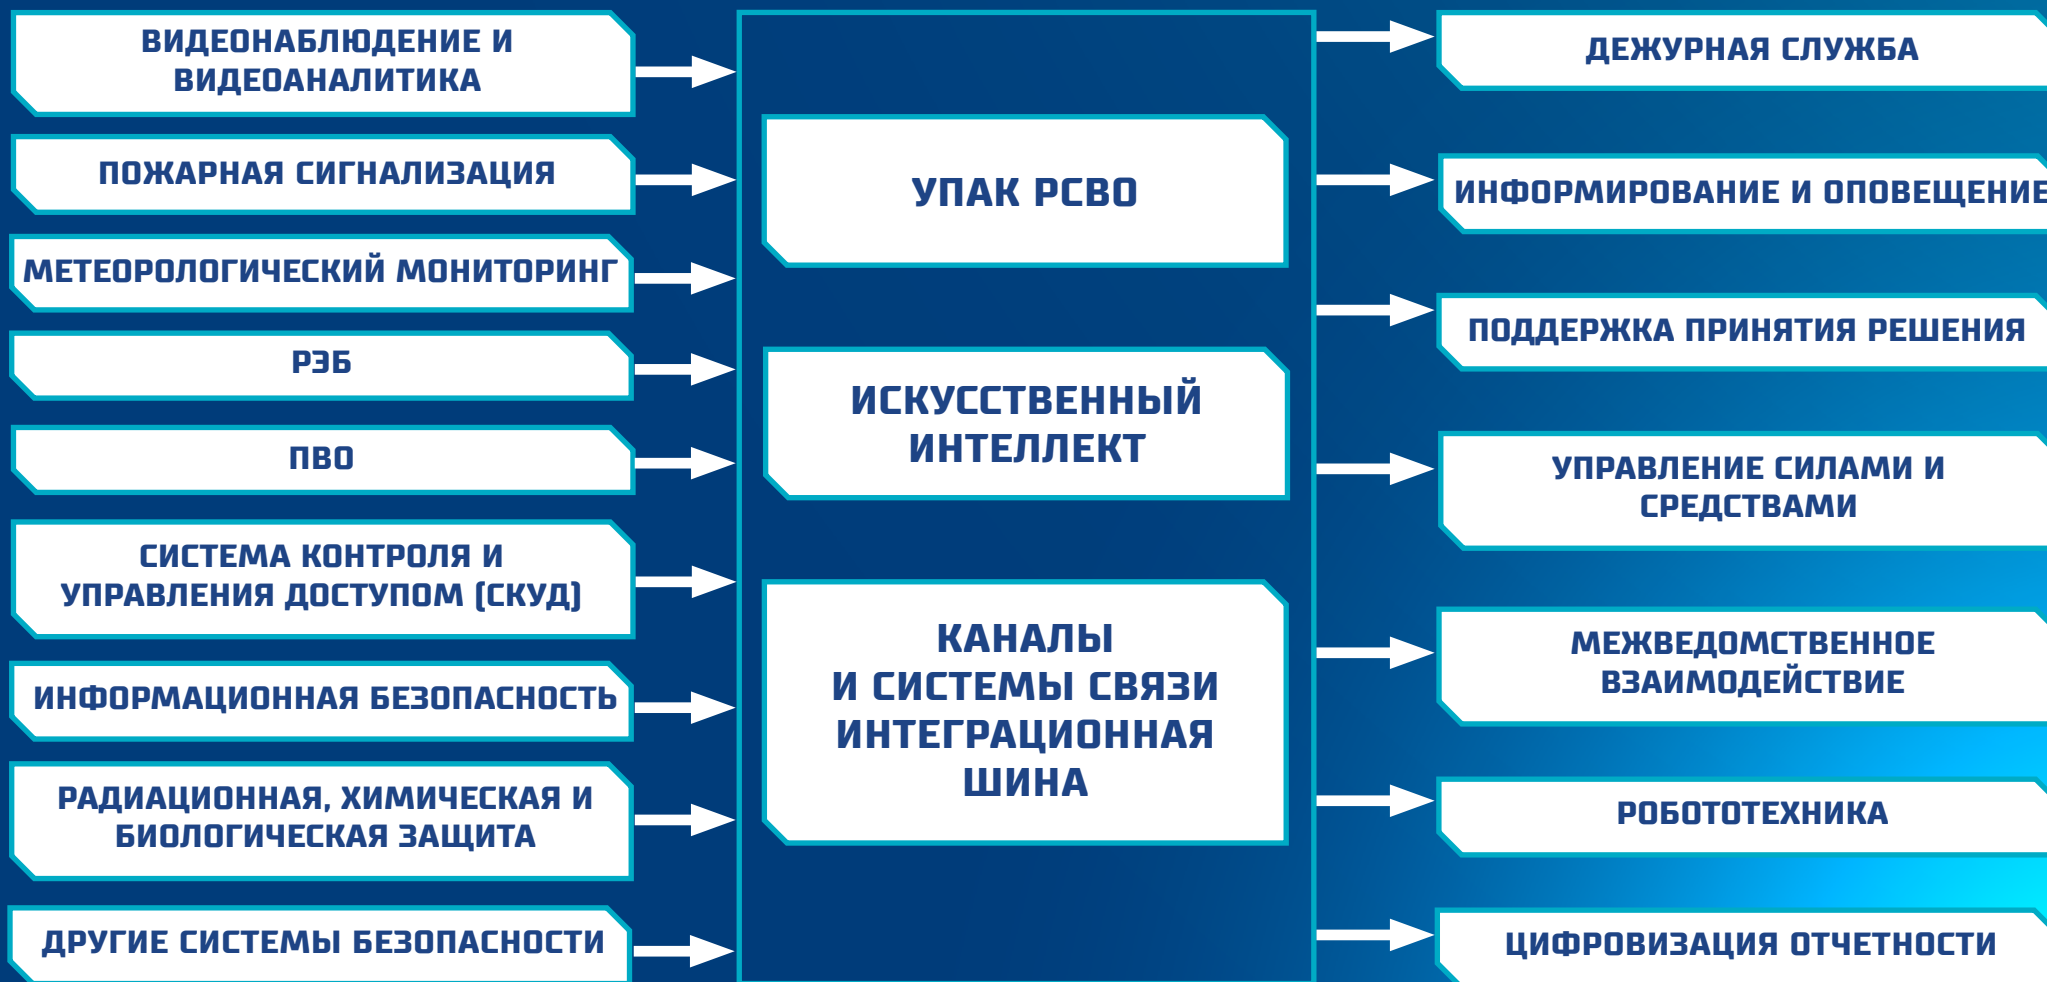 ВИДЕОНАБЛЮДЕНИЕ И
ВИДЕОАНАЛИТИКА
ПОЖАРНАЯ СИГНАЛИЗАЦИЯ
МЕТЕОРОЛОГИЧЕСКИЙ МОНИТОРИНГ
РЭБ
ПВО
СИСТЕМА КОНТРОЛЯ И
УПРАВЛЕНИЯ ДОСТУПОМ (СКУД)
ИНФОРМАЦИОННАЯ БЕЗОПАСНОСТЬ
РАДИАЦИОННАЯ, ХИМИЧЕСКАЯ И
БИОЛОГИЧЕСКАЯ ЗАЩИТА
ДРУГИЕ СИСТЕМЫ БЕЗОПАСНОСТИ
УПАК РСВО
ИСКУССТВЕННЫЙ
ИНТЕЛЛЕКТ
КАНАЛЫ
И СИСТЕМЫ СВЯЗИ
ИНТЕГРАЦИОННАЯ
ШИНА
ДЕЖУРНАЯ СЛУЖБА
ИНФОРМИРОВАНИЕ И ОПОВЕЩЕНИЕ
ПОДДЕРЖКА ПРИНЯТИЯ РЕШЕНИЯ
УПРАВЛЕНИЕ СИЛАМИ И
СРЕДСТВАМИ
МЕЖВЕДОМСТВЕННОЕ
ВЗАИМОДЕЙСТВИЕ
РОБОТОТЕХНИКА
ЦИФРОВИЗАЦИЯ ОТЧЕТНОСТИ